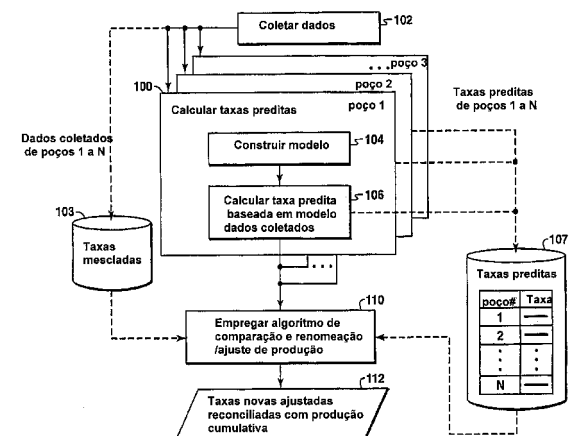 Coletar dados
102
poço 3
poço 2
100
poço 1
Calcular taxas preditas
Taxas preditas
de poços 1 a N
Construir modelo
104
Dados coletados
de poços 1 a N
106
Calcular taxa predita
baseada em modelo
dados coletados
103
Taxas
mescladas
107
Taxas preditas
poço# Taxa
1
2
N
110
Empregar algoritmo de
comparação e renomeação
/ajuste de produção
112
Taxas novas ajustadas
reconciliadas com produção
cumulativa